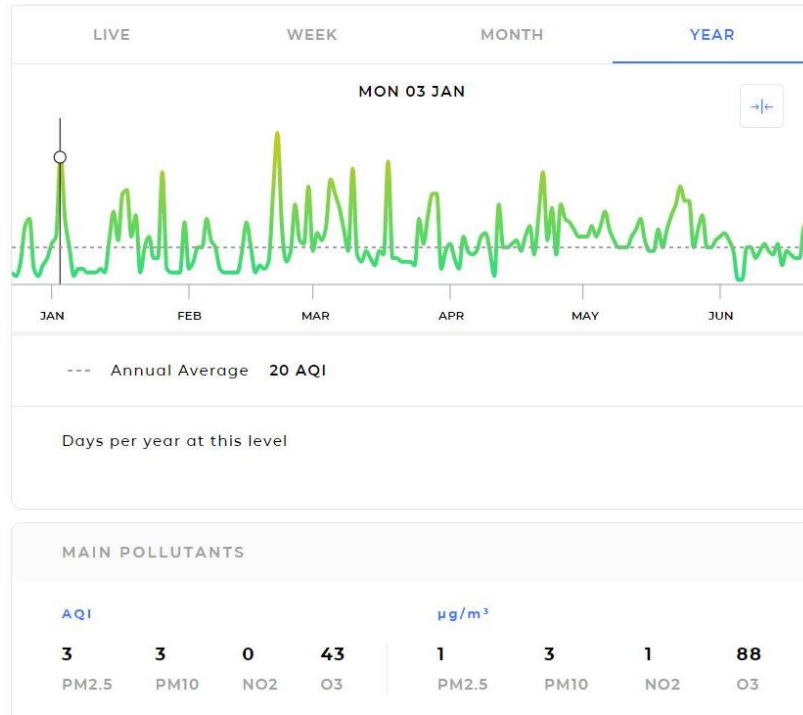 LIVE WEEK MONTH YEAR
MON 03 JAN
JAN FEB MAR APR MAY JUN
Annual Average 20 AQI
Days per year at this level
MAIN POLLUTANTS
AQI µg/m³
3 3 0 43 1 3 1 88
PM2.5 PM10 NO2 O3 PM2.5 PM10 NO2 O3